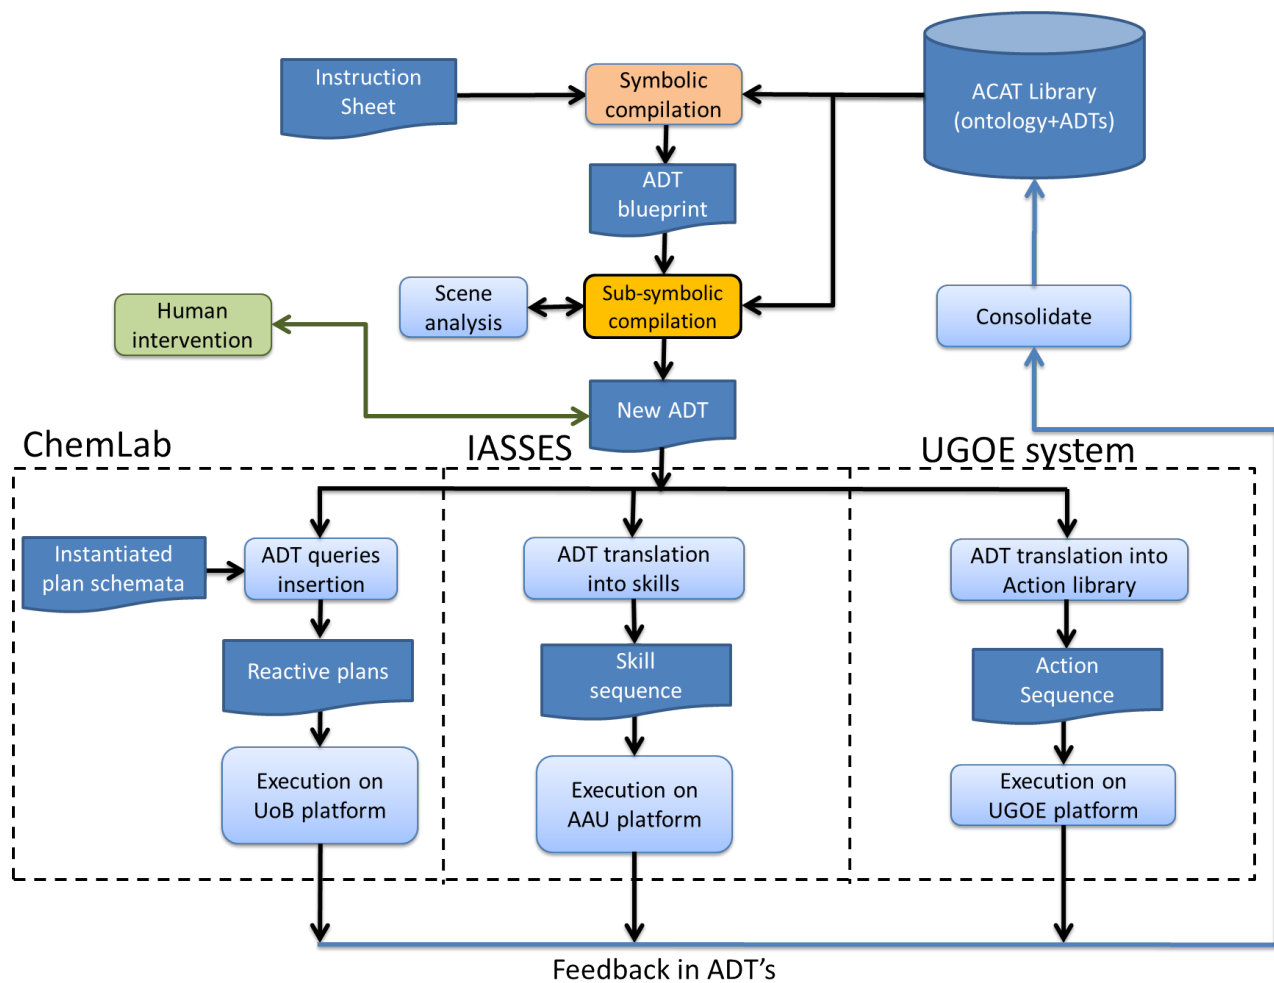 Instruction
Sheet
Symbolic
compilation
ACAT Library
(ontology+ADTs)
ADT
blueprint
Scene
analysis
Sub-symbolic
compilation
Human
intervention
Consolidate
New ADT
ChemLab
IASSES
UGOE system
Instantiated
plan schemata
ADT queries
insertion
ADT translation
into skills
ADT translation into
Action library
Reactive plans
Skill
sequence
Action
Sequence
Execution on
UoB platform
Execution on
AAU platform
Execution on
UGOE platform
Feedback in ADT's